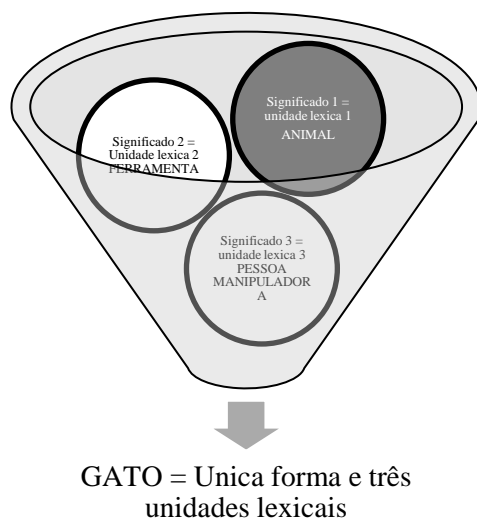 Significado 1 =
unidade lexica 1
ANIMAL
Significado 2 =
Unidade lexica 2
FERRAMENTA
Significado 3 =
unidade lexica 3
PESSOA
MANIPULADOR
A
GATO = Unica forma e três
unidades lexicais